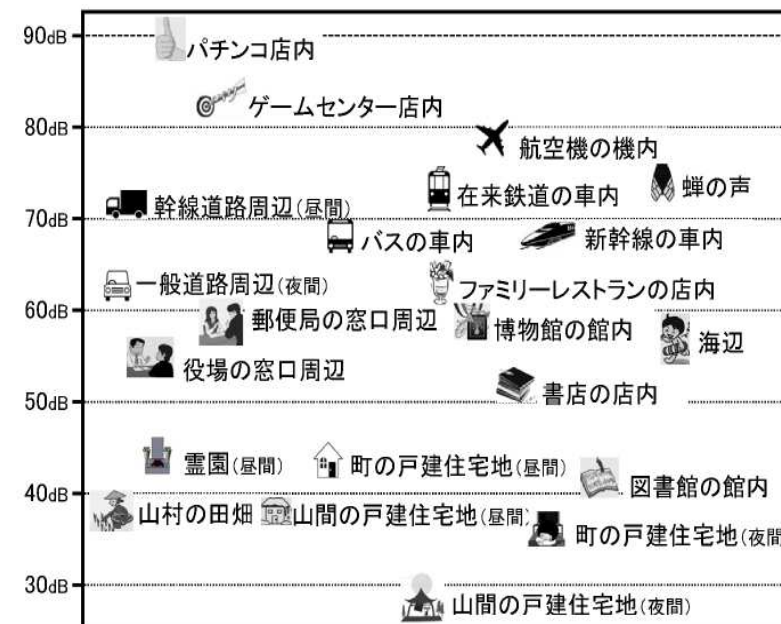 90dB
パチンコ店内
ゲームセンター店内
80dB
航空機の機内
在来鉄道の車内
蝉の声
幹線道路周辺(昼間)
70dB
バスの車内
新幹線の車内
一般道路周辺(夜間)
ファミリーレストランの店内
60dB
郵便局の窓口周辺
博物館の館内
海辺
役場の窓口周辺
書店の店内
50dB
霊園(昼間)
町の戸建住宅地(昼間)
図書館の館内
40dB
山村の田畑
山間の戸建住宅地(昼間)
町の戸建住宅地(夜間
30dB
山間の戸建住宅地(夜間)